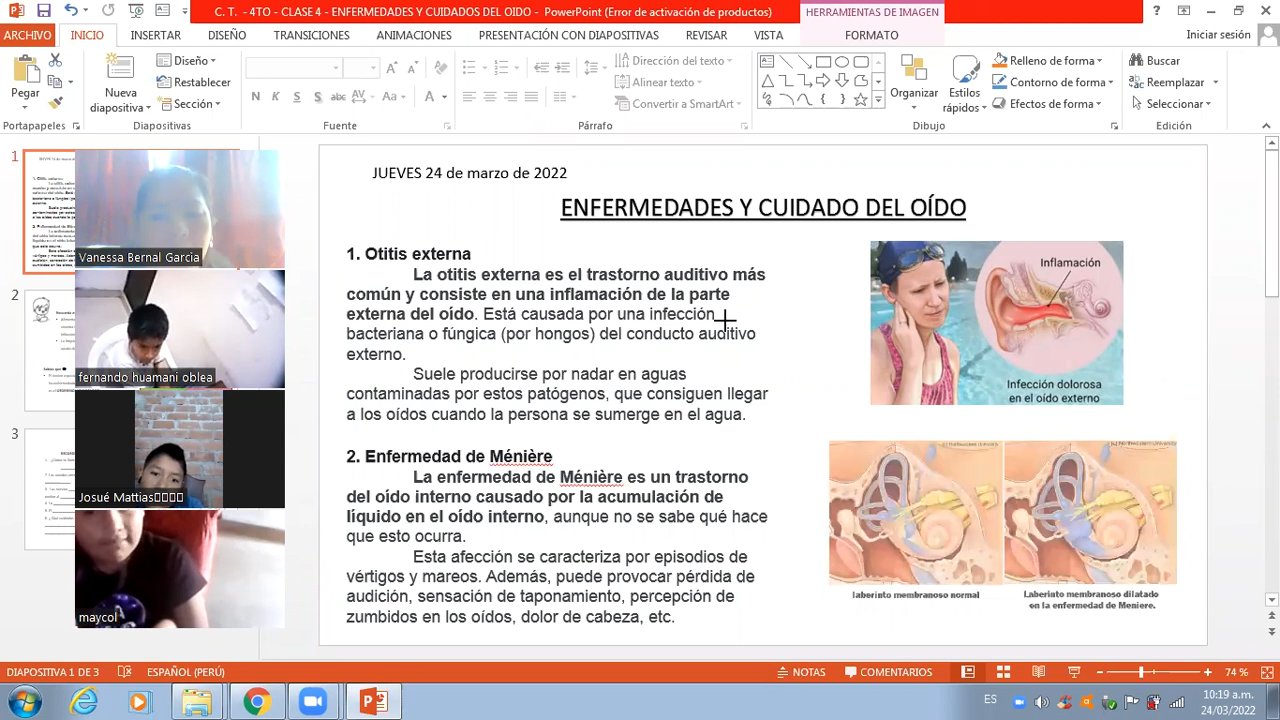 C. T. - 4TO - CLASE 4 - ENFERMEDADES Y CUIDADOS DEL OIDO - PowerPoint (Error de activación de productos)
HERRAMIENTAS DE IMAGEN
ARCHIVO INICIO INSERTAR DISEÑO TRANSICIONES ANIMACIONES PRESENTACIÓN CON DIAPOSITIVAS REVISAR VISTA FORMATO Iniciar sesión
Pegar
Nueva diapositiva
Diseño
Restablecer
Sección
N K S S abc AV Aa A
Dirección del texto
Alinear texto
Convertir a SmartArt
Organizar
Estilos rápidos
Relleno de forma
Contorno de forma
Efectos de forma
Buscar
Reemplazar
Seleccionar
Portapapeles Diapositivas Fuente Párrafo Dibujo Edición
1
2
3
Vanessa Bernal Garcia
fernando huamani oblea
Josué Mattias
maycol
JUEVES 24 de marzo de 2022
ENFERMEDADES Y CUIDADO DEL OÍDO
1. Otitis externa
La otitis externa es el trastorno auditivo más
común y consiste en una inflamación de la parte
externa del oído. Está causada por una infección
bacteriana o fúngica (por hongos) del conducto auditivo
externo.
Suele producirse por nadar en aguas
contaminadas por estos patógenos, que consiguen llegar
a los oídos cuando la persona se sumerge en el agua.
2. Enfermedad de Ménière
La enfermedad de Ménière es un trastorno
del oído interno causado por la acumulación de
líquido en el oído interno, aunque no se sabe qué hace
que esto ocurra.
Esta afección se caracteriza por episodios de
vértigos y mareos. Además, puede provocar pérdida de
audición, sensación de taponamiento, percepción de
zumbidos en los oídos, dolor de cabeza, etc.
Inflamación
Infección dolorosa
en el oído externo
laberinto membranoso normal
Laberinto membranoso dilatado
en la enfermedad de Meniere.
DIAPOSITIVA 1 DE 3 ESPAÑOL (PERÚ) NOTAS COMENTARIOS 74 %
ES
10:19 a.m.
24/03/2022